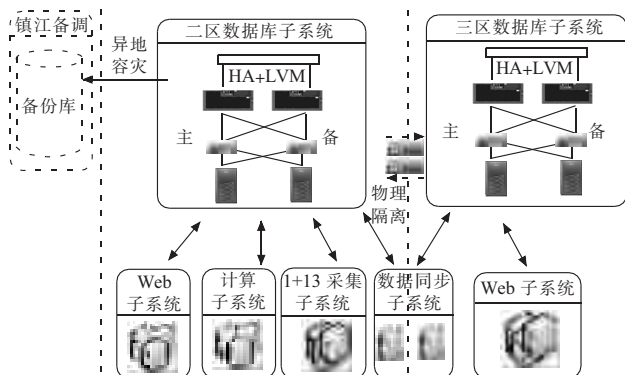 镇江备调
备份库
异地
容灾
二区数据库子系统
HA+LVM
主
备
物理
隔离
三区数据库子系统
HA+LVM
主
备
Web
子系统
计算
子系统
1+13 采集
子系统
数据同步
子系统
Web 子系统